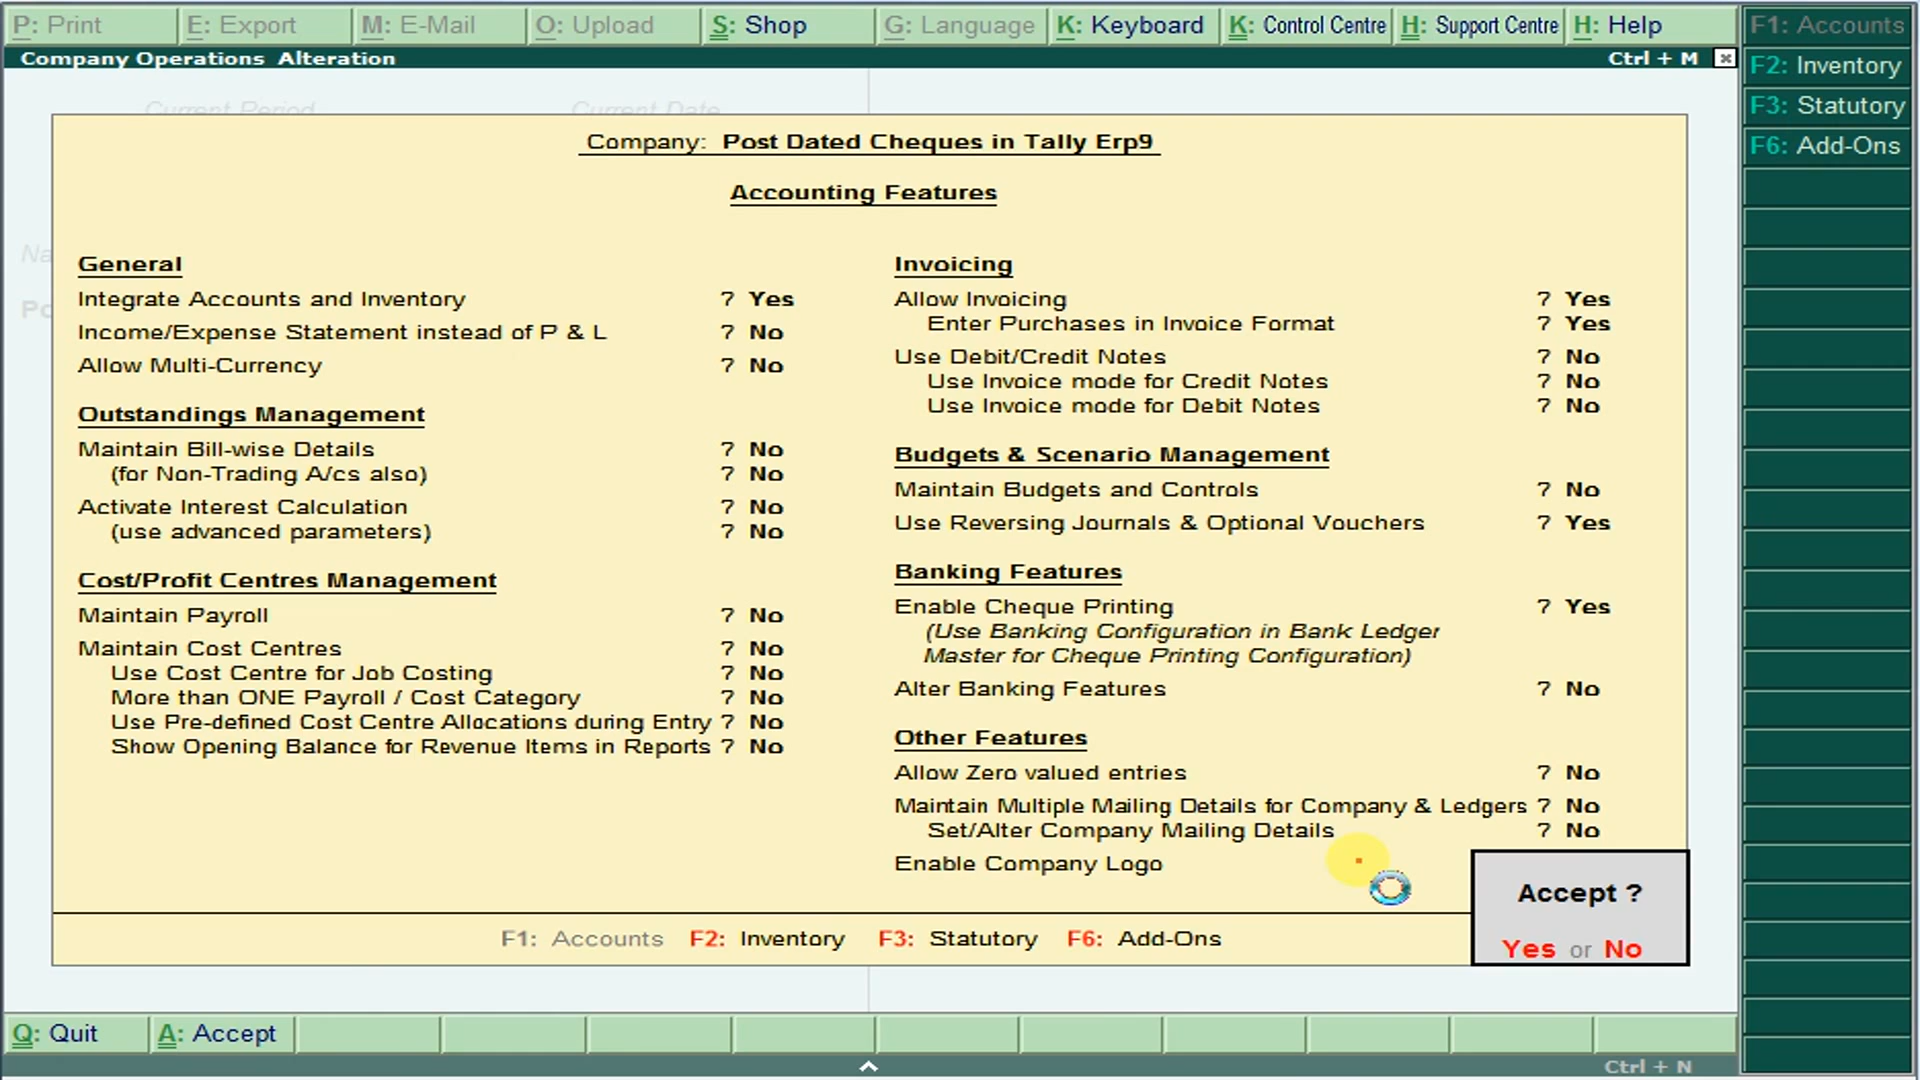 P: Print
E: Export
M: E-Mail
O: Upload
S: Shop
G: Language
K: Keyboard
K: Control Centre
H: Support Centre
H: Help
F1: Accounts
F2: Inventory
F3: Statutory
F6: Add-Ons
Company Operations Alteration
Ctrl + M
Current Period
Current Date
Company: Post Dated Cheques in Tally Erp9
Accounting Features
General
Integrate Accounts and Inventory ? Yes
Income/Expense Statement instead of P & L ? No
Allow Multi-Currency ? No
Outstandings Management
Maintain Bill-wise Details ? No
(for Non-Trading A/cs also) ? No
Activate Interest Calculation ? No
(use advanced parameters) ? No
Cost/Profit Centres Management
Maintain Payroll ? No
Maintain Cost Centres ? No
Use Cost Centre for Job Costing ? No
More than ONE Payroll / Cost Category ? No
Use Pre-defined Cost Centre Allocations during Entry ? No
Show Opening Balance for Revenue Items in Reports ? No
Invoicing
Allow Invoicing ? Yes
Enter Purchases in Invoice Format ? Yes
Use Debit/Credit Notes ? No
Use Invoice mode for Credit Notes ? No
Use Invoice mode for Debit Notes ? No
Budgets & Scenario Management
Maintain Budgets and Controls ? No
Use Reversing Journals & Optional Vouchers ? Yes
Banking Features
Enable Cheque Printing ? Yes
(Use Banking Configuration in Bank Ledger
Master for Cheque Printing Configuration)
Alter Banking Features ? No
Other Features
Allow Zero valued entries ? No
Maintain Multiple Mailing Details for Company & Ledgers ? No
Set/Alter Company Mailing Details ? No
Enable Company Logo
Accept ?
Yes or No
F1: Accounts F2: Inventory F3: Statutory F6: Add-Ons
Q: Quit
A: Accept
Ctrl + N